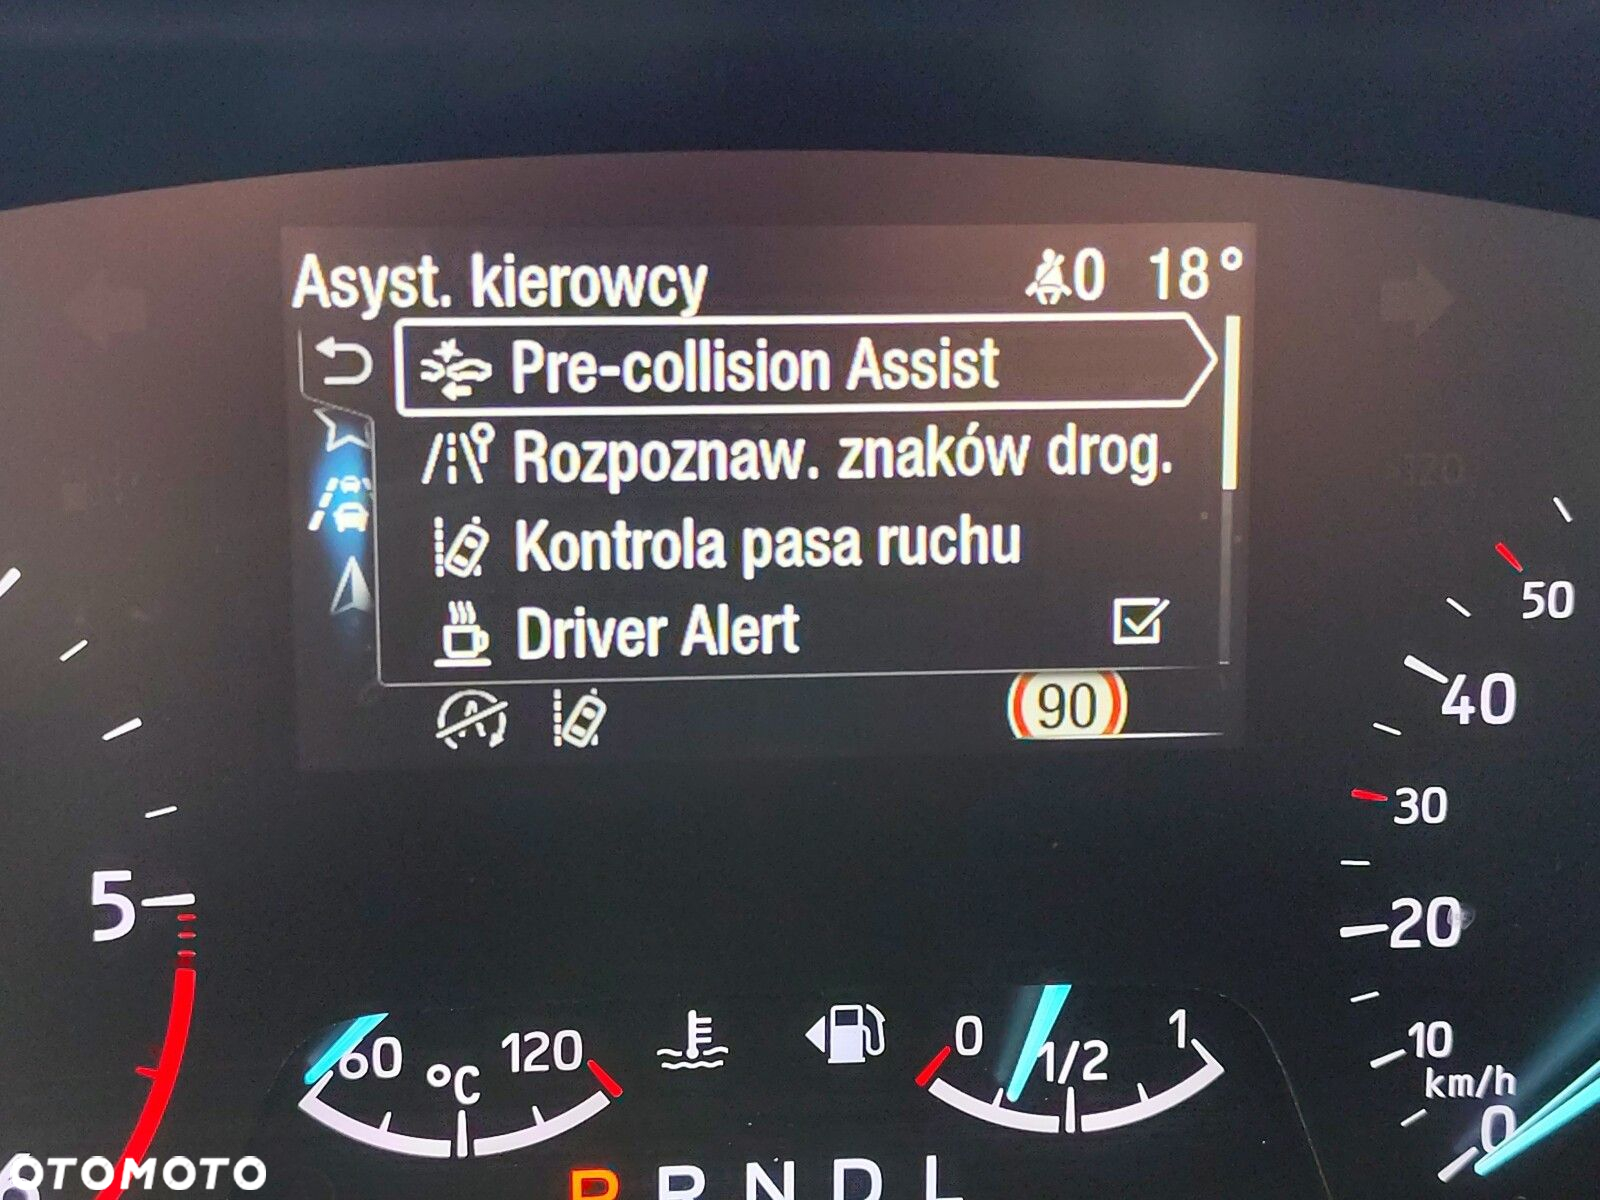 Asyst. kierowcy 0 18°
Pre-collision Assist
Rozpoznaw. znaków drog.
Kontrola pasa ruchu
Driver Alert
90
50
40
30
20
10
km/h
0
5
6
60 °C 120
0 1/2 1
P R N D L
OTOMOTO